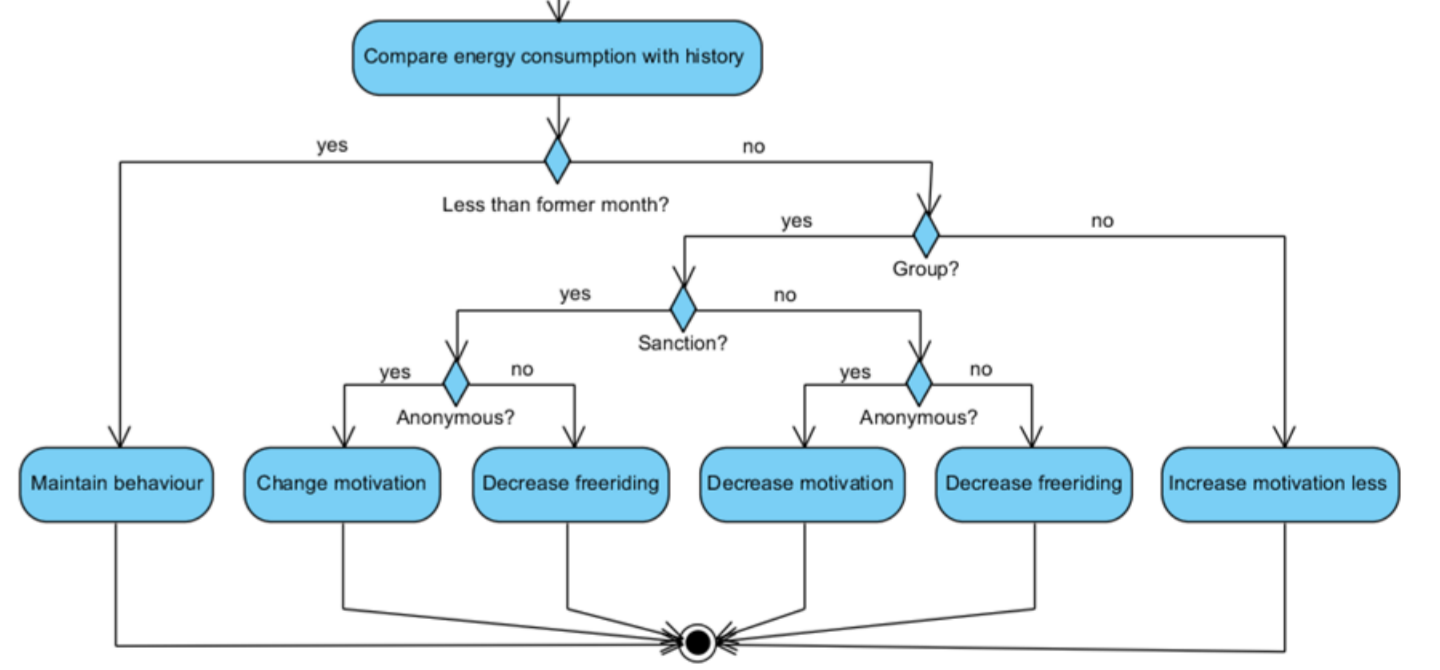 Compare energy consumption with history
yes
no
Less than former month?
yes
no
Group?
yes
no
Sanction?
yes
no
yes
no
Anonymous?
Anonymous?
Maintain behaviour
Change motivation
Decrease freeriding
Decrease motivation
Decrease freeriding
Increase motivation less